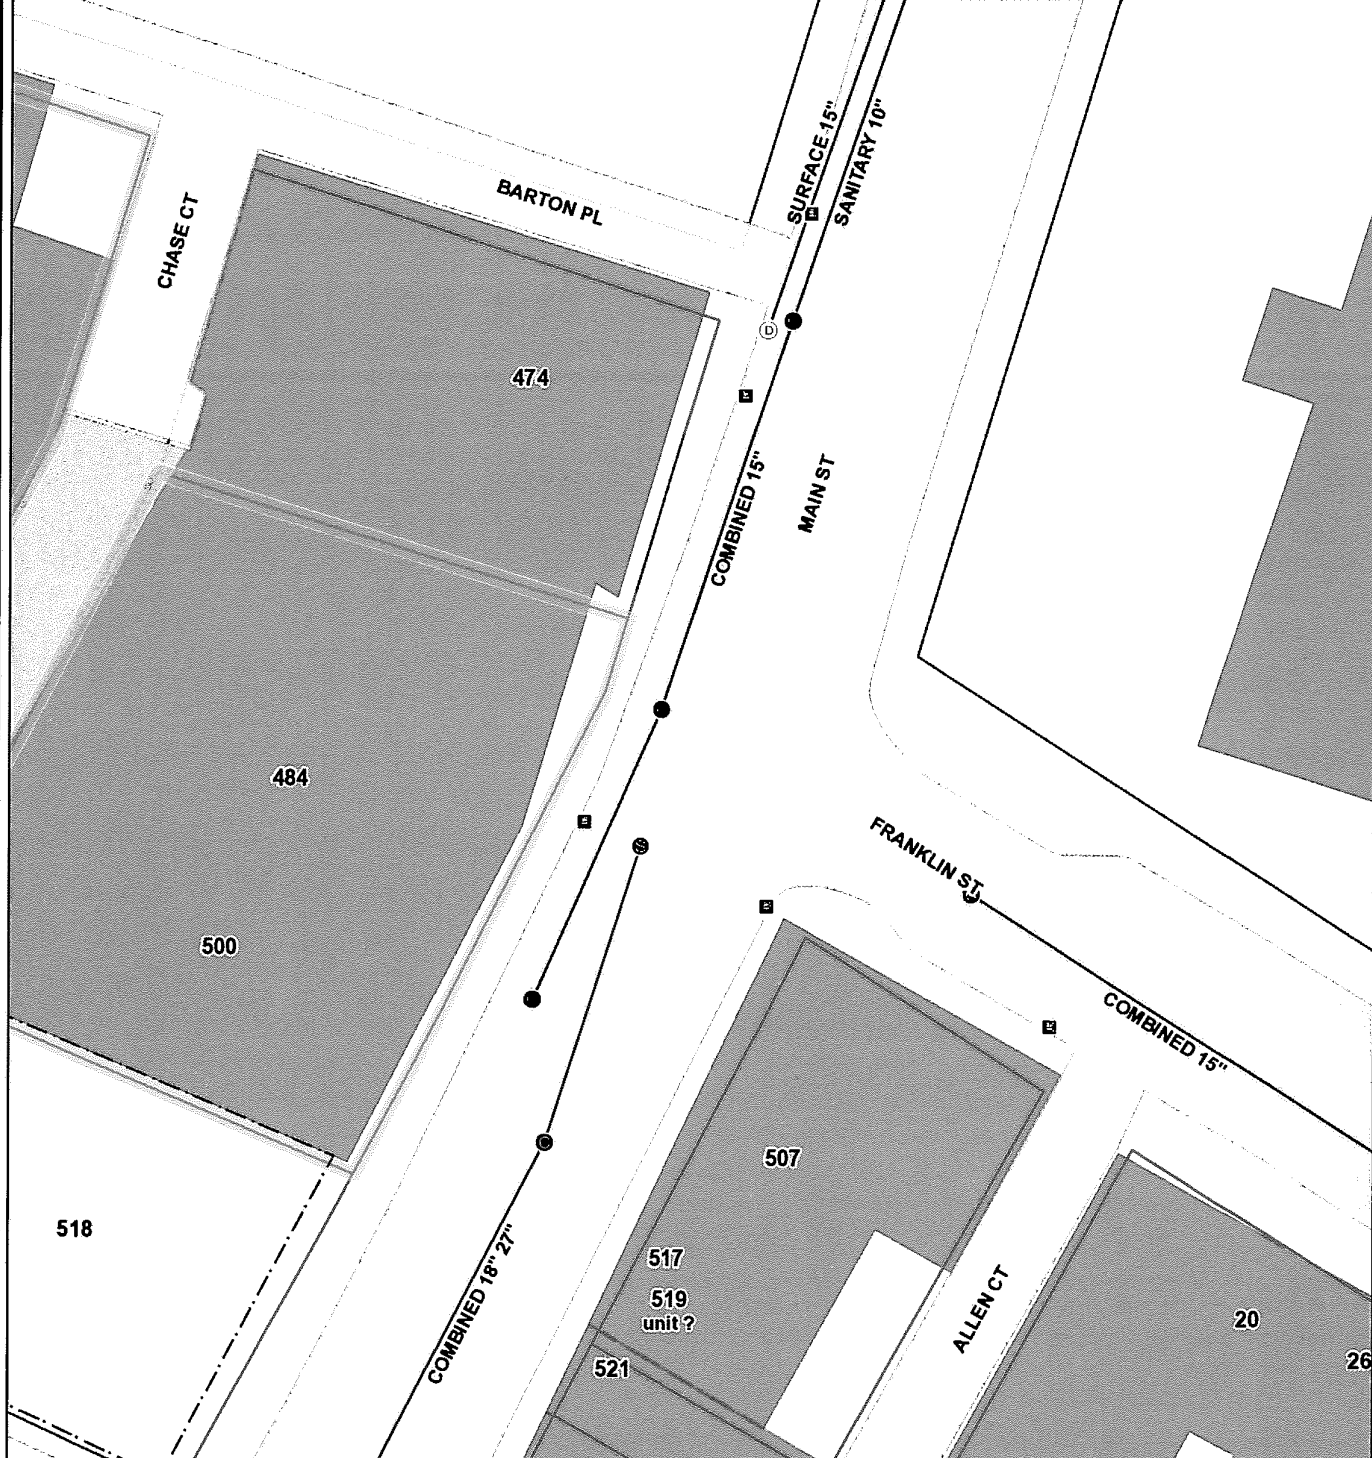 SURFACE 15"
SANITARY 10"
BARTON PL
CHASE CT
D
474
COMBINED 15"
MAIN ST
484
FRANKLIN ST
500
COMBINED 15"
C
507
518
517
COMBINED 18" 27"
519
unit ?
ALLEN CT
20
521
26